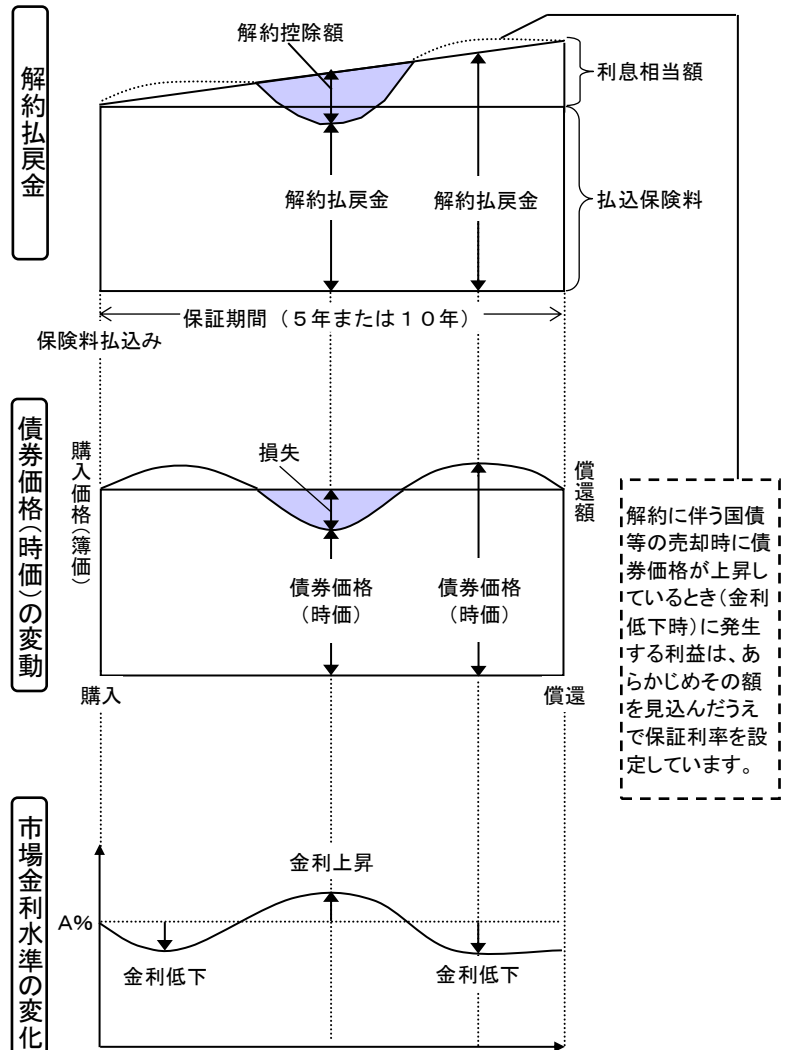 解約払戻金
解約控除額
利息相当額
解約払戻金
解約払戻金
払込保険料
保証期間（５年または１０年）
保険料払込み
債券価格（時価）の変動
購入価格（簿価）
損失
償還額
債券価格
（時価）
債券価格
（時価）
購入
償還
解約に伴う国債
等の売却時に債
券価格が上昇し
ているとき（金利
低下時）に発生
する利益は、あ
らかじめその額
を見込んだうえ
で保証利率を設
定しています。
市場金利水準の変化
金利上昇
A%
金利低下
金利低下